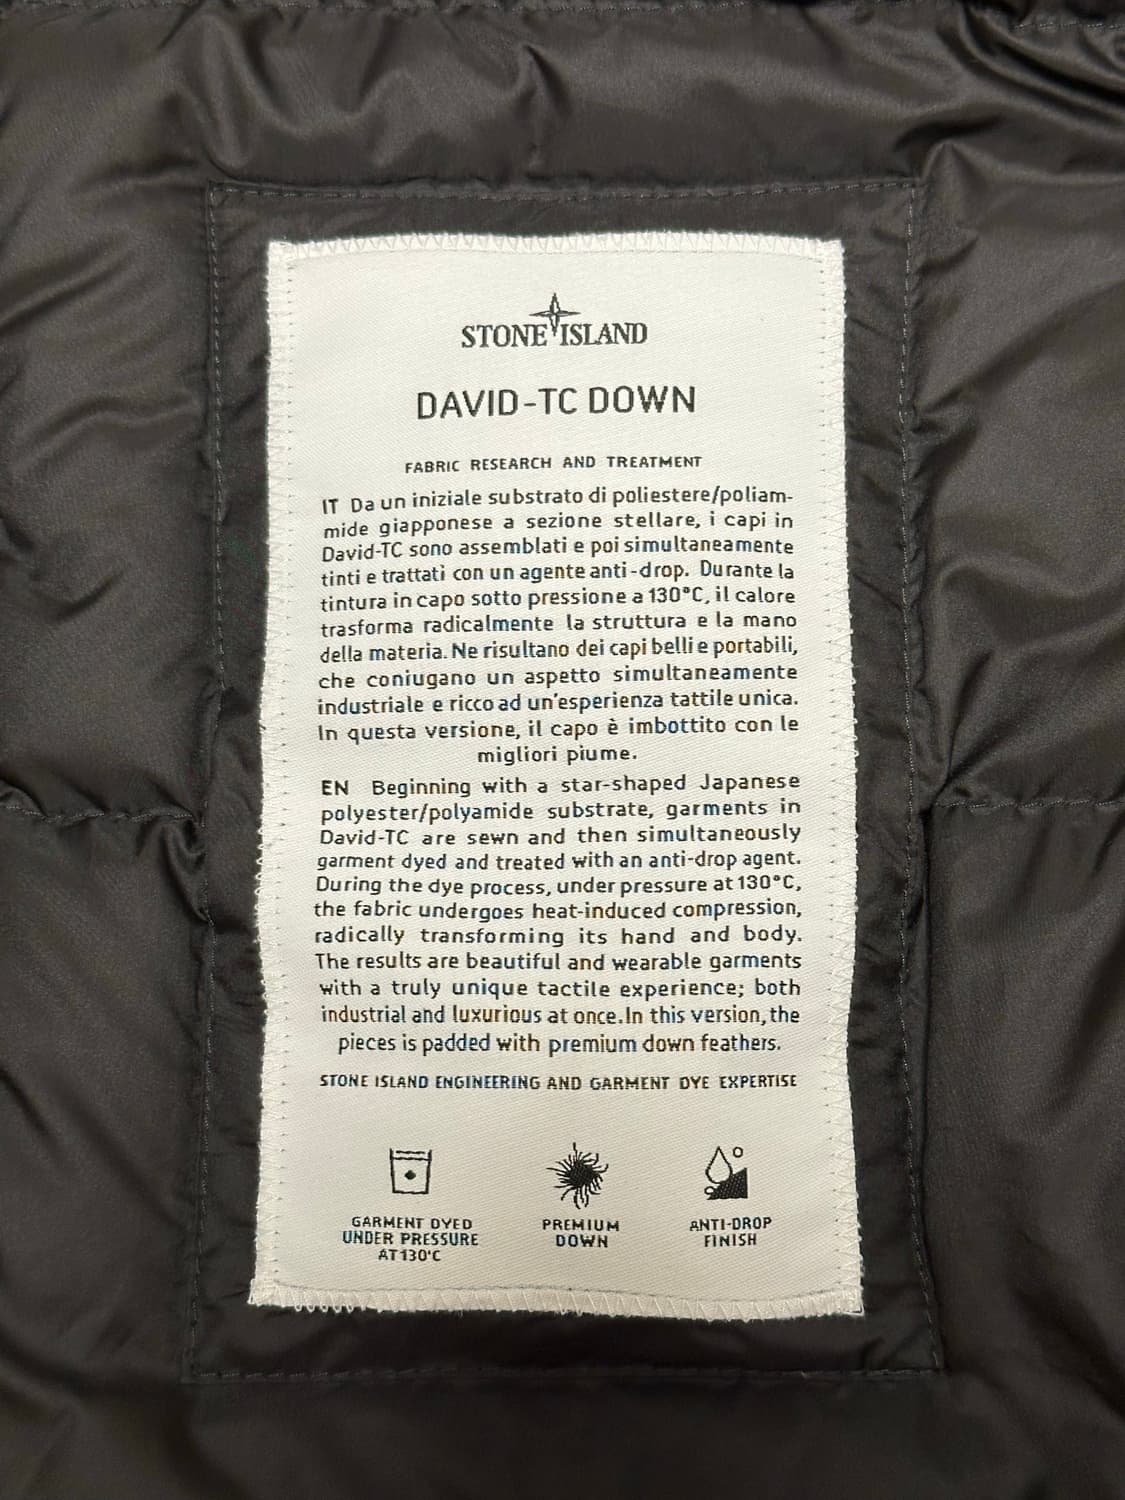 STONE ISLAND
DAVID-TC DOWN
FABRIC RESEARCH AND TREATMENT
IT Da un iniziale substrato di poliestere/poliam-
mide giapponese a sezione stellare, i capi in
David-TC sono assemblati e poi simultaneamente
tinti e trattati con un agente anti-drop. Durante la
tintura in capo sotto pressione a 130°C, il calore
trasforma radicalmente la struttura e la mano
della materia. Ne risultano dei capi belli e portabili,
che coniugano un aspetto simultaneamente
industriale e ricco ad un'esperienza tattile unica.
In questa versione, il capo è imbottito con le
migliori piume.
EN Beginning with a star-shaped Japanese
polyester/polyamide substrate, garments in
David-TC are sewn and then simultaneously
garment dyed and treated with an anti-drop agent.
During the dye process, under pressure at 130°C,
the fabric undergoes heat-induced compression,
radically transforming its hand and body.
The results are beautiful and wearable garments
with a truly unique tactile experience; both
industrial and luxurious at once. In this version, the
pieces is padded with premium down feathers.
STONE ISLAND ENGINEERING AND GARMENT DYE EXPERTISE
GARMENT DYED
UNDER PRESSURE
AT 130°C
PREMIUM
DOWN
ANTI-DROP
FINISH